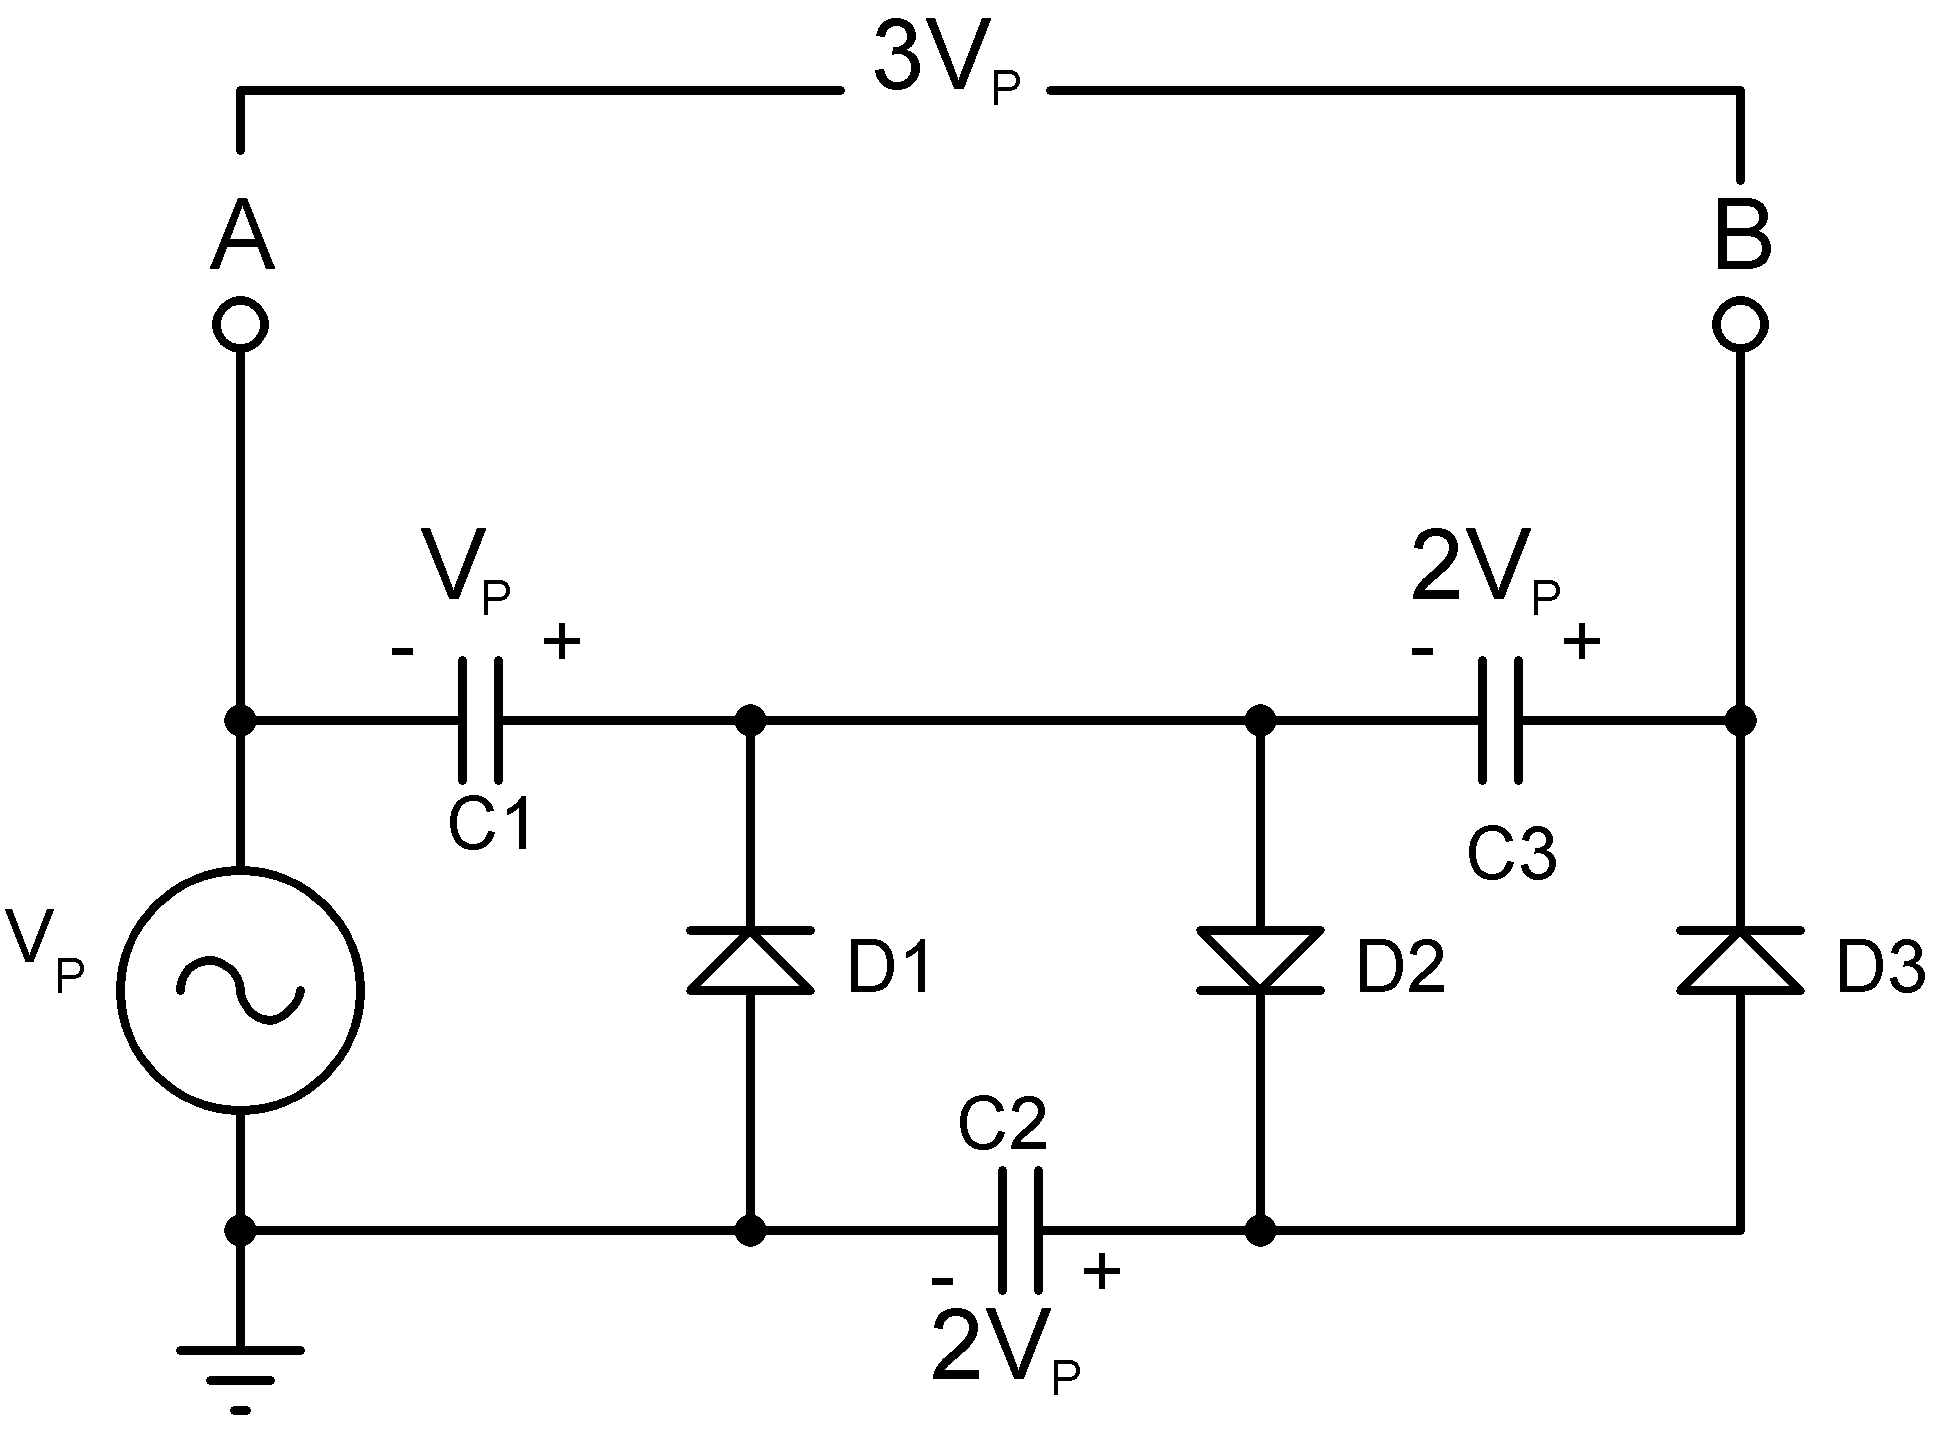 3VP
A B
VP 2VP
- + - +
C1
C3
VP
D1 D2 D3
C2
- +
2VP